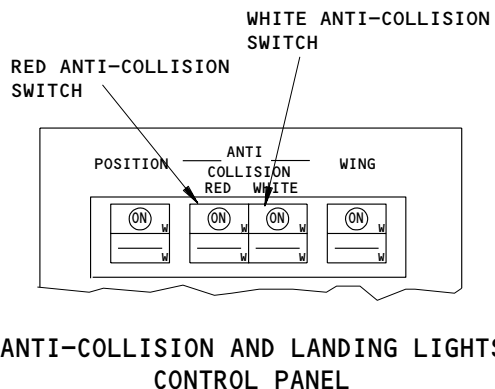 WHITE ANTI-COLLISION
SWITCH
RED ANTI-COLLISION
SWITCH
POSITION
ANTI
COLLISION
RED WHITE
WING
ON ON ON ON
W W W W
W W W W
ANTI-COLLISION AND LANDING LIGHTS
CONTROL PANEL